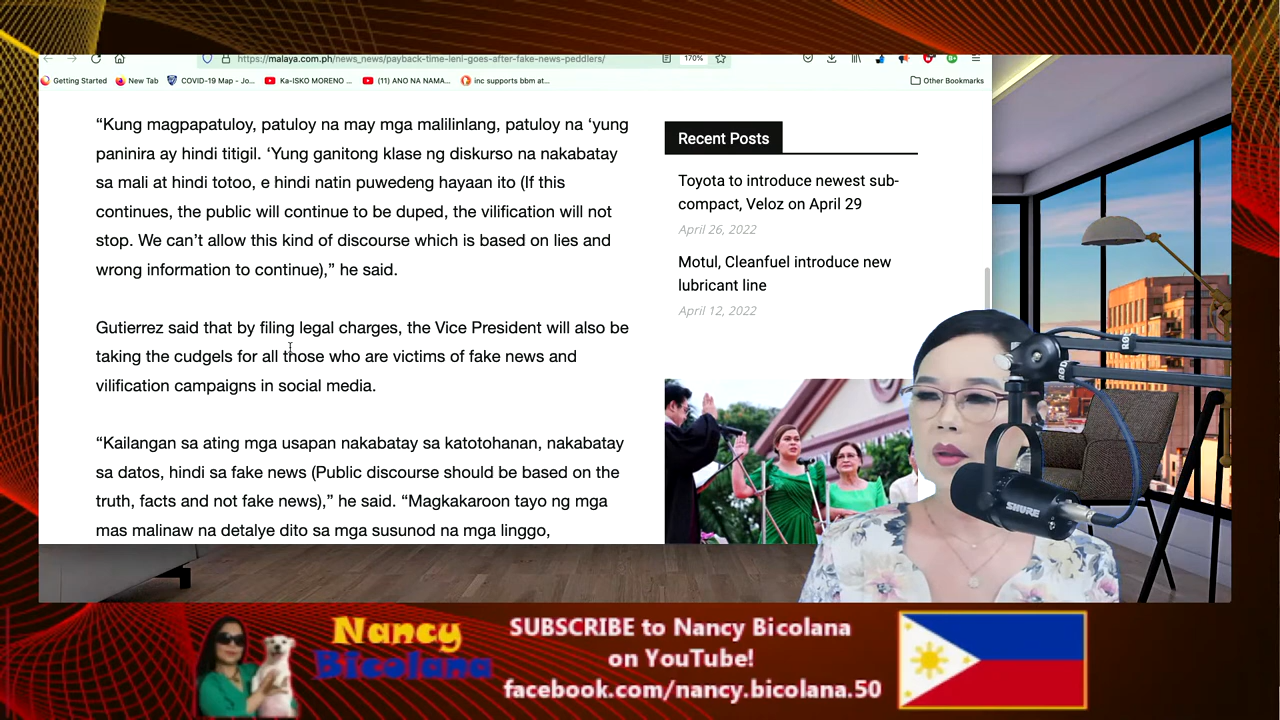 https://malaya.com.ph/news_news/payback-time-leni-goes-after-fake-news-peddlers/
170%
Getting Started
New Tab
COVID-19 Map - Jo...
Ka-ISKO MORENO ...
(11) ANO NA NAMA...
inc supports bbm at...
Other Bookmarks
“Kung magpapatuloy, patuloy na may mga malilinlang, patuloy na ‘yung
paninira ay hindi titigil. ‘Yung ganitong klase ng diskurso na nakabatay
sa mali at hindi totoo, e hindi natin puwedeng hayaan ito (If this
continues, the public will continue to be duped, the vilification will not
stop. We can’t allow this kind of discourse which is based on lies and
wrong information to continue),” he said.
Gutierrez said that by filing legal charges, the Vice President will also be
taking the cudgels for all those who are victims of fake news and
vilification campaigns in social media.
“Kailangan sa ating mga usapan nakabatay sa katotohanan, nakabatay
sa datos, hindi sa fake news (Public discourse should be based on the
truth, facts and not fake news),” he said. “Magkakaroon tayo ng mga
mas malinaw na detalye dito sa mga susunod na mga linggo,
Recent Posts
Toyota to introduce newest sub-
compact, Veloz on April 29
April 26, 2022
Motul, Cleanfuel introduce new
lubricant line
April 12, 2022
RØDE
SHURE
Nancy
Bicolana
SUBSCRIBE to Nancy Bicolana
on YouTube!
facebook.com/nancy.bicolana.50